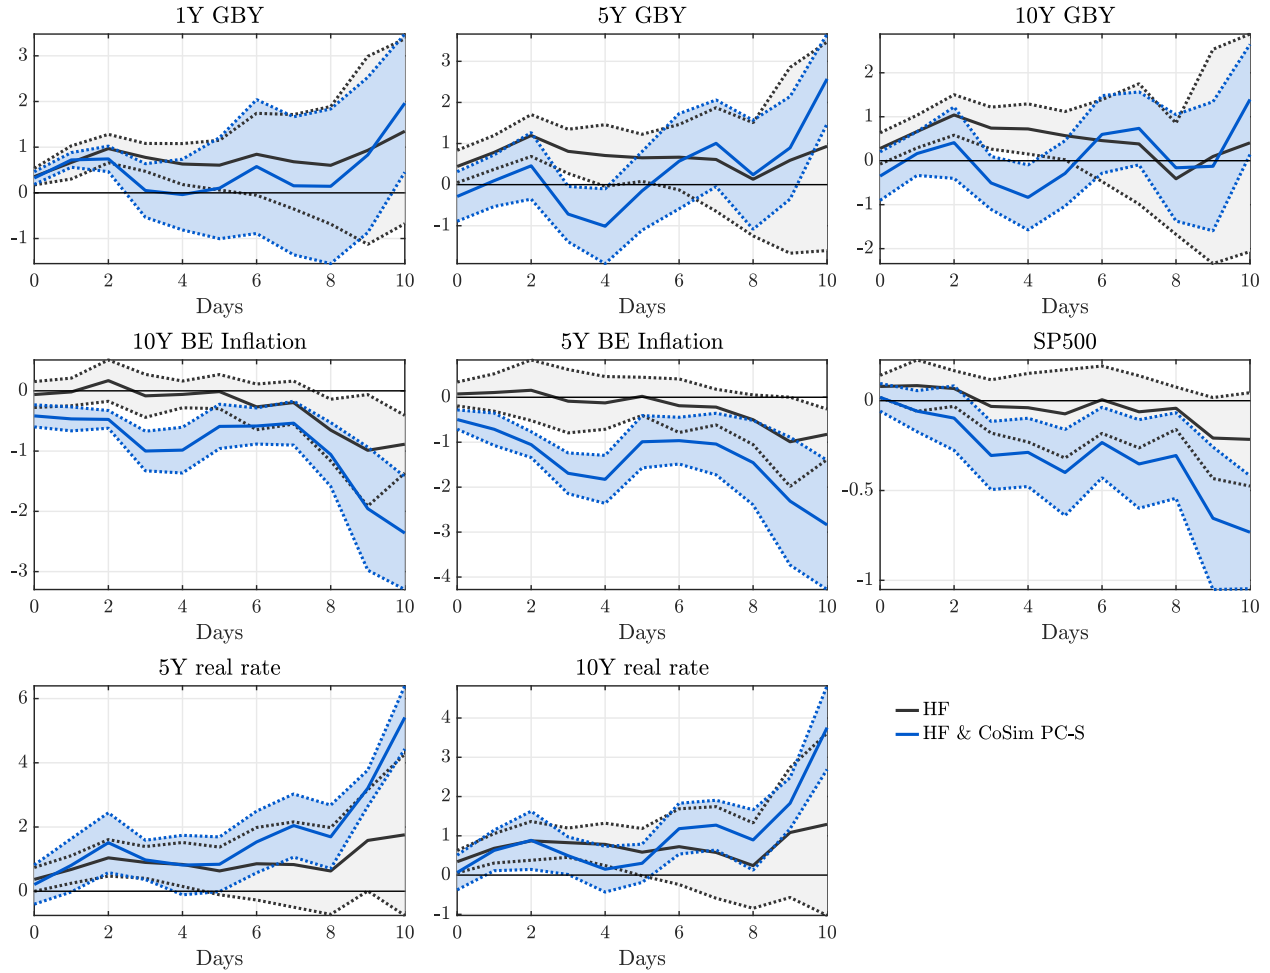 1Y GBY
5Y GBY
10Y GBY
3
2
1
0
-1
3
2
1
0
-1
2
1
0
-1
-2
0 2 4 6 8 10
0 2 4 6 8 10
0 2 4 6 8 10
Days
Days
Days
10Y BE Inflation
5Y BE Inflation
SP500
0
-1
-2
-3
0
-1
-2
-3
-4
0
-0.5
-1
0 2 4 6 8 10
0 2 4 6 8 10
0 2 4 6 8 10
Days
Days
Days
5Y real rate
10Y real rate
6
4
2
0
4
3
2
1
0
-1
HF
HF & CoSim PC-S
0 2 4 6 8 10
0 2 4 6 8 10
Days
Days